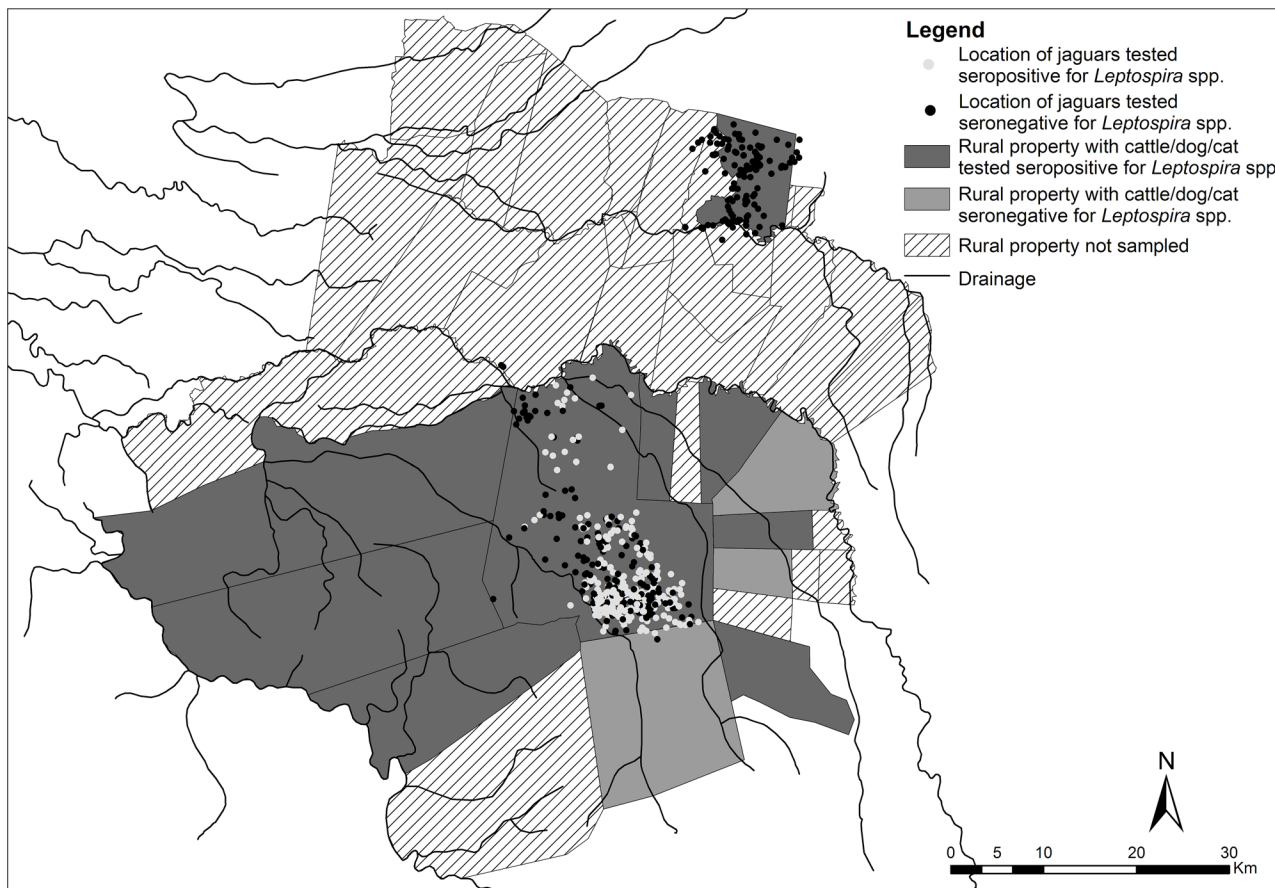 Legend
Location of jaguars tested
seropositive for Leptospira spp.
Location of jaguars tested
seronegative for Leptospira spp.
Rural property with cattle/dog/cat
tested seropositive for Leptospira spp
Rural property with cattle/dog/cat
seronegative for Leptospira spp.
Rural property not sampled
Drainage
N
0 5 10 20 30
Km